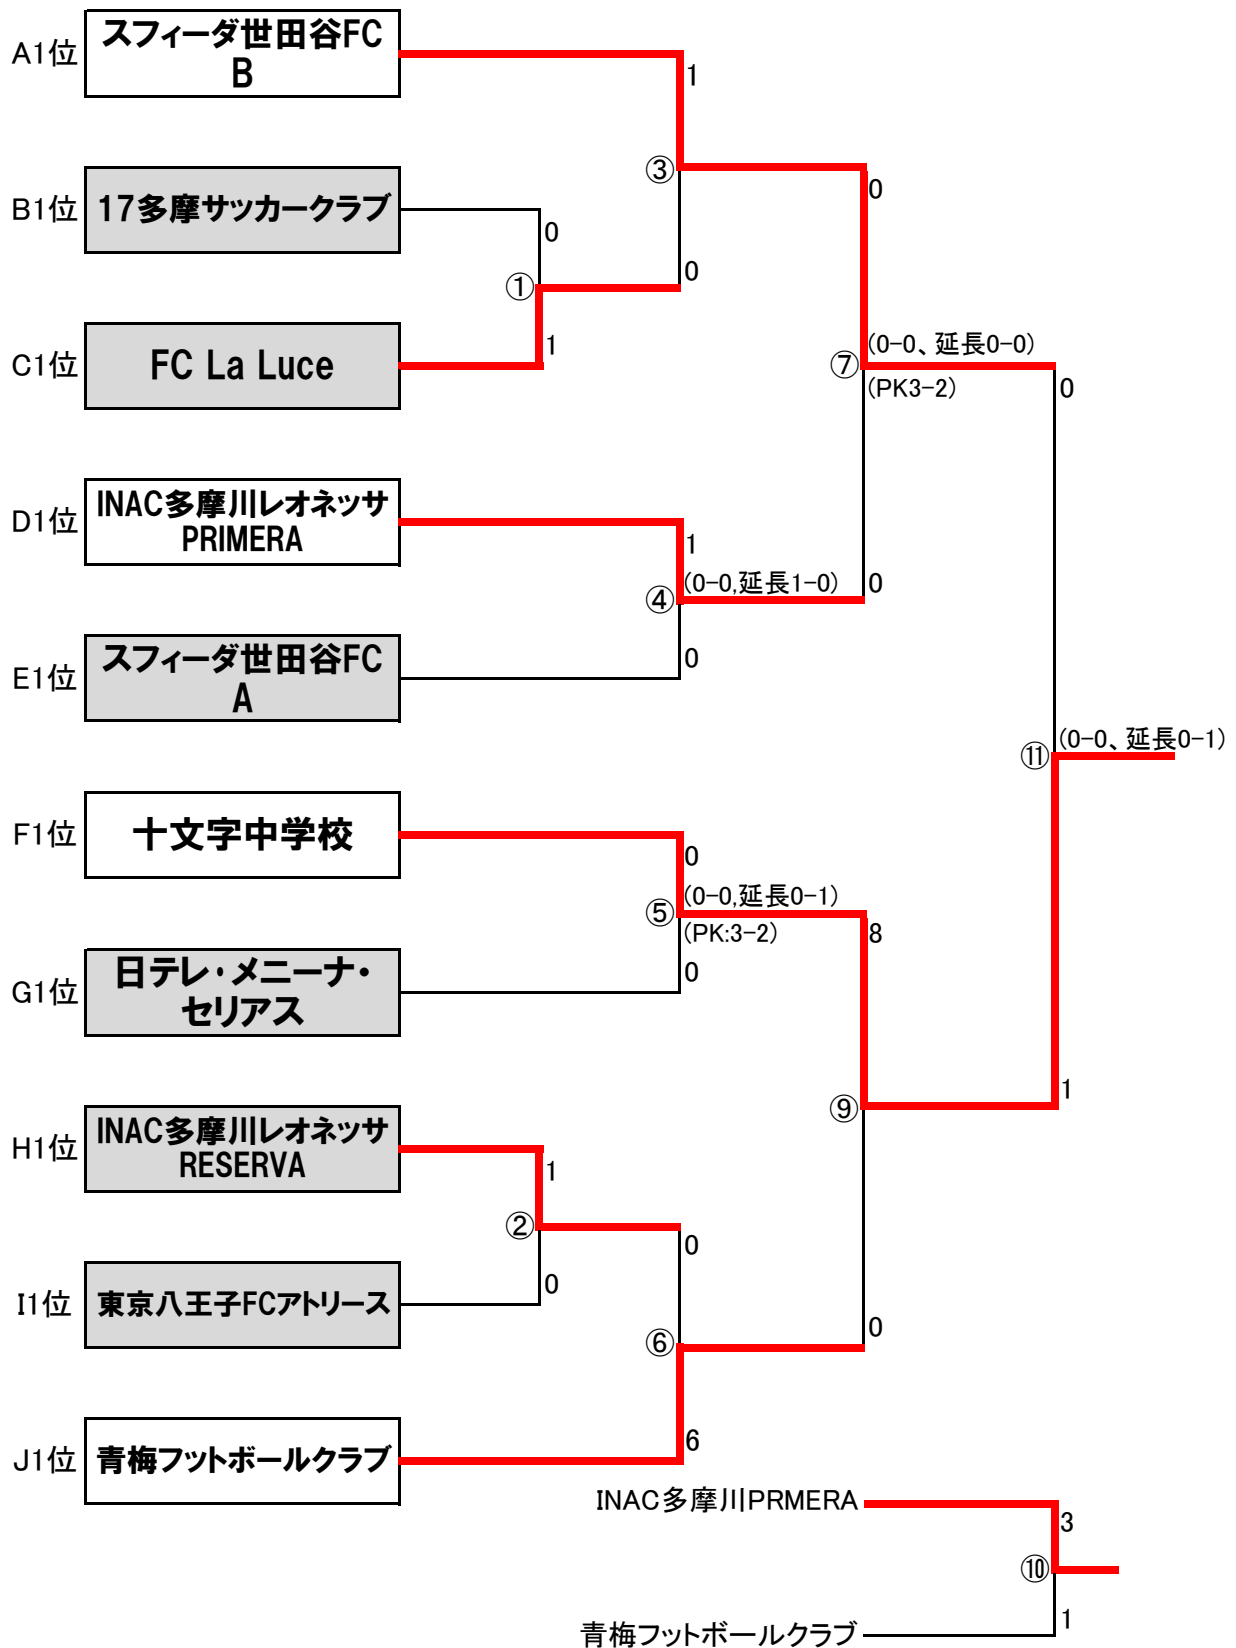 A1位
スフィーダ世田谷FC
B
1
③
0
B1位
17多摩サッカークラブ
0
0
①
1
C1位
FC La Luce
(0-0、延長0-0)
⑦
(PK3-2)
0
D1位
INAC多摩川レオネッサ
PRIMERA
1
(0-0,延長1-0)
0
④
0
E1位
スフィーダ世田谷FC
A
(0-0、延長0-1)
⑪
F1位
十文字中学校
0
(0-0,延長0-1)
⑤
(PK:3-2)
8
0
G1位
日テレ・メニーナ・
セリアス
1
⑨
H1位
INAC多摩川レオネッサ
RESERVA
1
②
0
0
I1位
東京八王子FCアトリース
0
⑥
6
J1位
青梅フットボールクラブ
INAC多摩川PRMERA
3
⑩
1
青梅フットボールクラブ